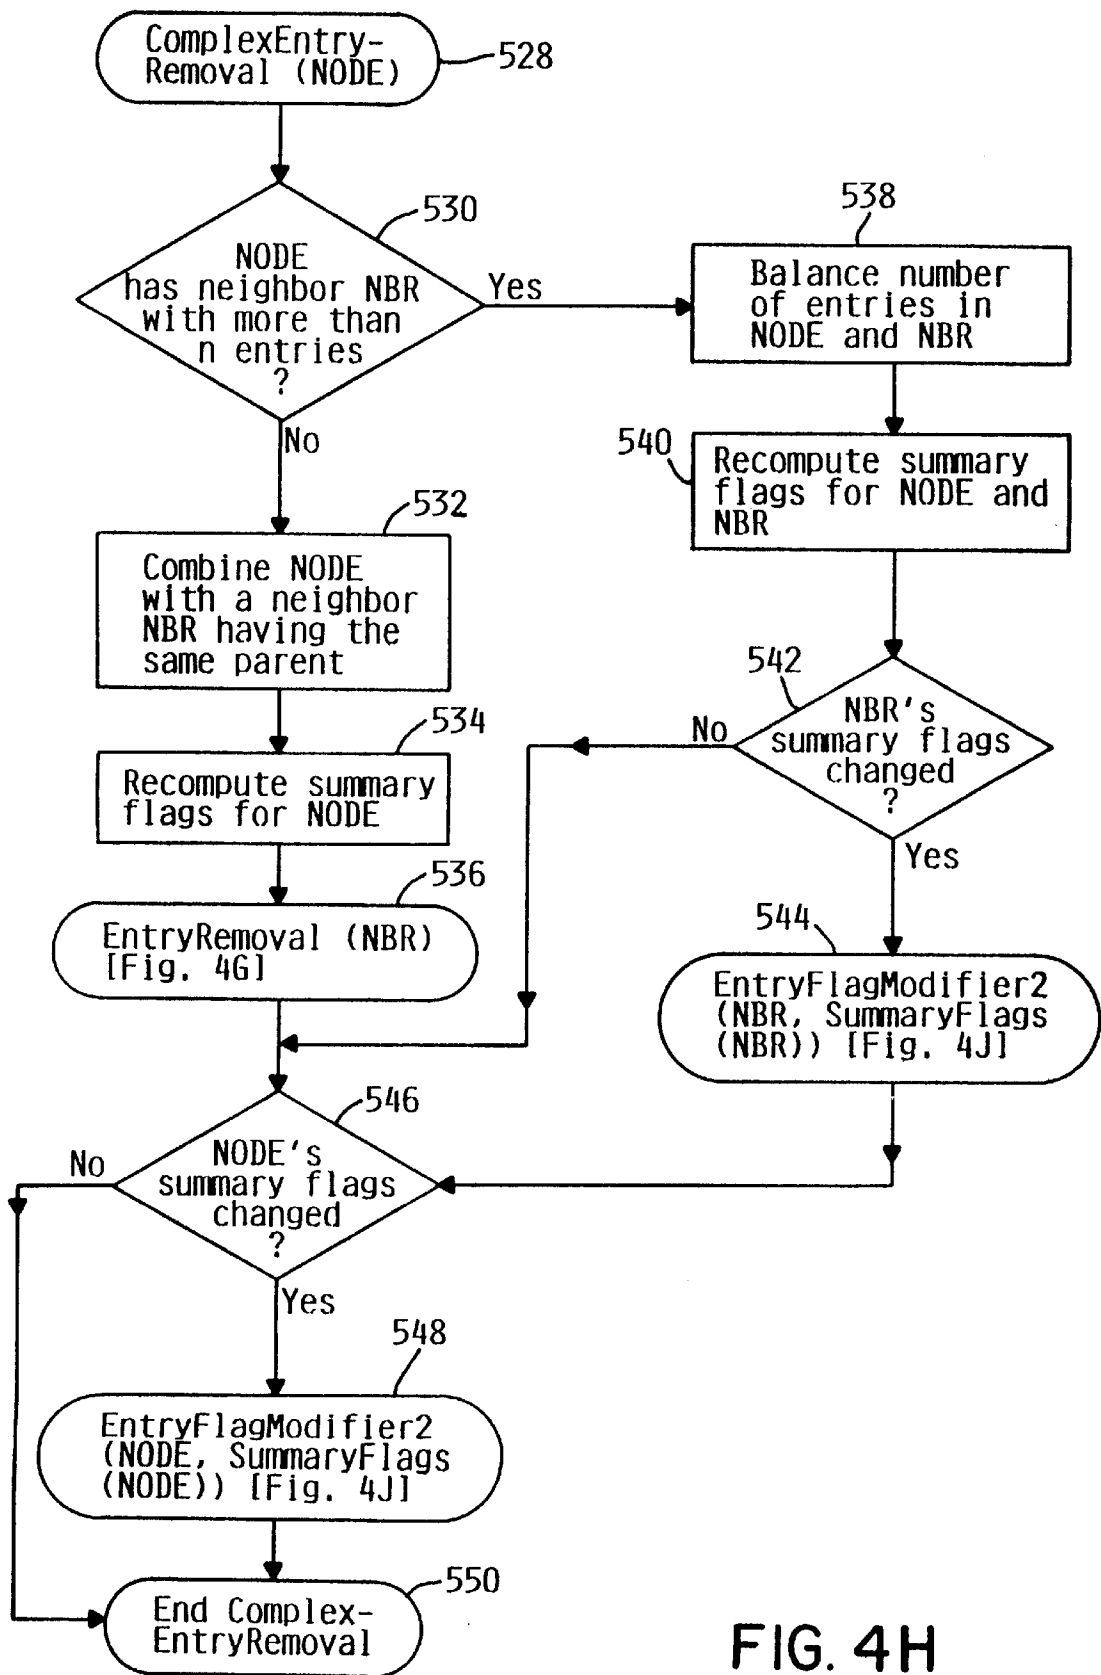 ComplexEntry-
Removal (NODE)
528
530
NODE
has neighbor NBR
with more than
n entries
?
Yes
No
538
Balance number
of entries in
NODE and NBR
540
Recompute summary
flags for NODE and
NBR
532
Combine NODE
with a neighbor
NBR having the
same parent
534
Recompute summary
flags for NODE
536
EntryRemoval (NBR)
[Fig. 4G]
542
NBR's
summary flags
changed
?
No
Yes
544
EntryFlagModifier2
(NBR, SummaryFlags
(NBR)) [Fig. 4J]
546
NODE's
summary flags
changed
?
No
Yes
548
EntryFlagModifier2
(NODE, SummaryFlags
(NODE)) [Fig. 4J]
550
End Complex-
EntryRemoval
FIG. 4H